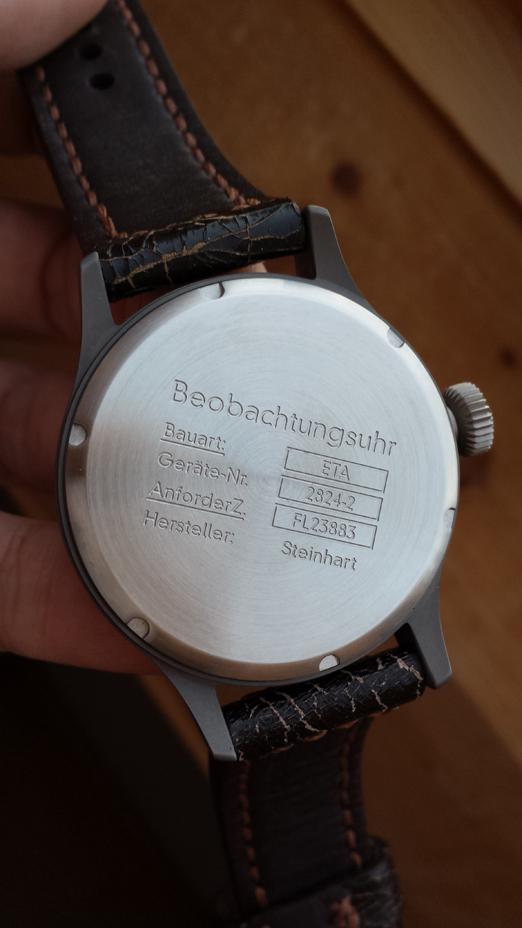 Beobachtungsuhr
Bauart: ETA
Geräte-Nr. 2824-2
AnforderZ. FL23883
Hersteller: Steinhart